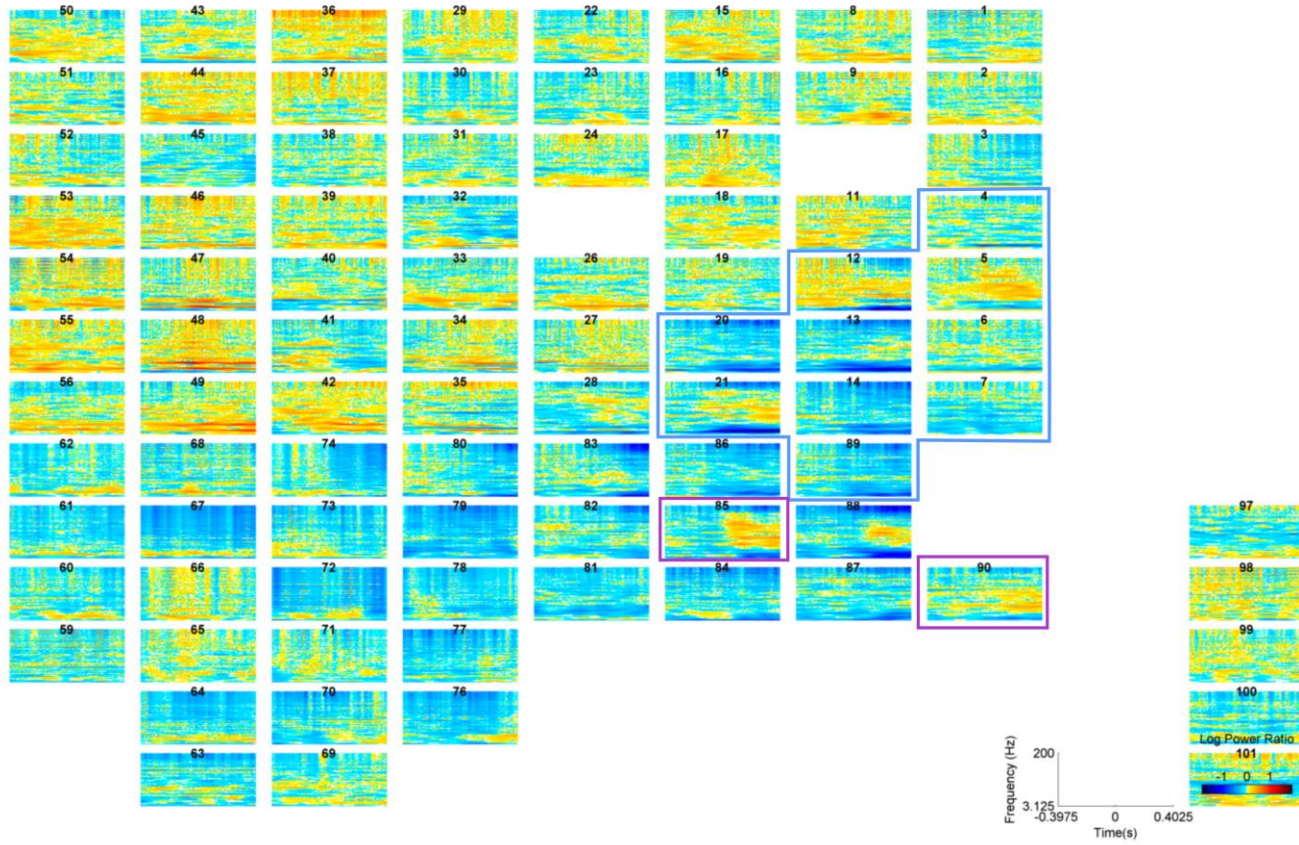 50 43 36 29 22 15 8 1
51 44 37 30 23 16 9 2
52 45 38 31 24 17 3
53 46 39 32 18 11 4
54 47 40 33 26 19 12 5
55 48 41 34 27 20 13 6
56 49 42 35 28 21 14 7
62 68 74 80 83 86 89
61 67 73 79 82 85 88 97
60 66 72 78 81 84 87 90 98
59 65 71 77 99
64 70 76 100
63 69 101
Log Power Ratio
-1 0 1
Frequency (Hz)
200
3.125
-0.3975 0 0.4025
Time(s)